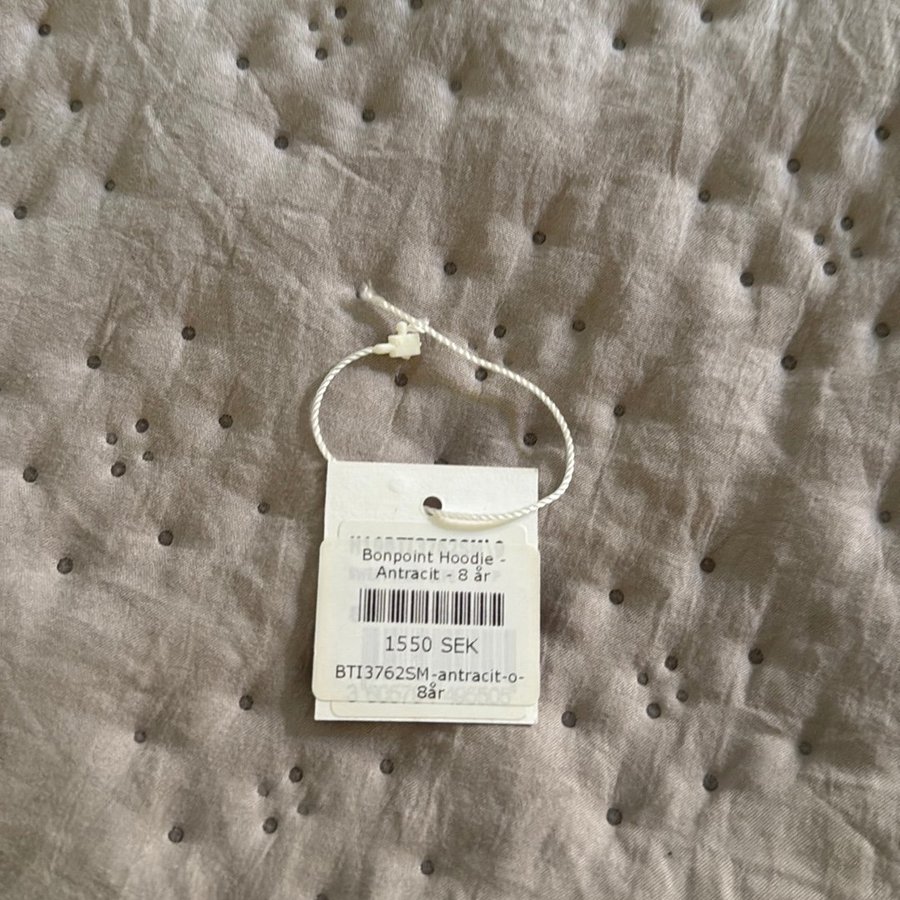 Bonpoint Hoodie -
Antracit - 8 år
1550 SEK
BTI3762SM-antracit-o-
8år